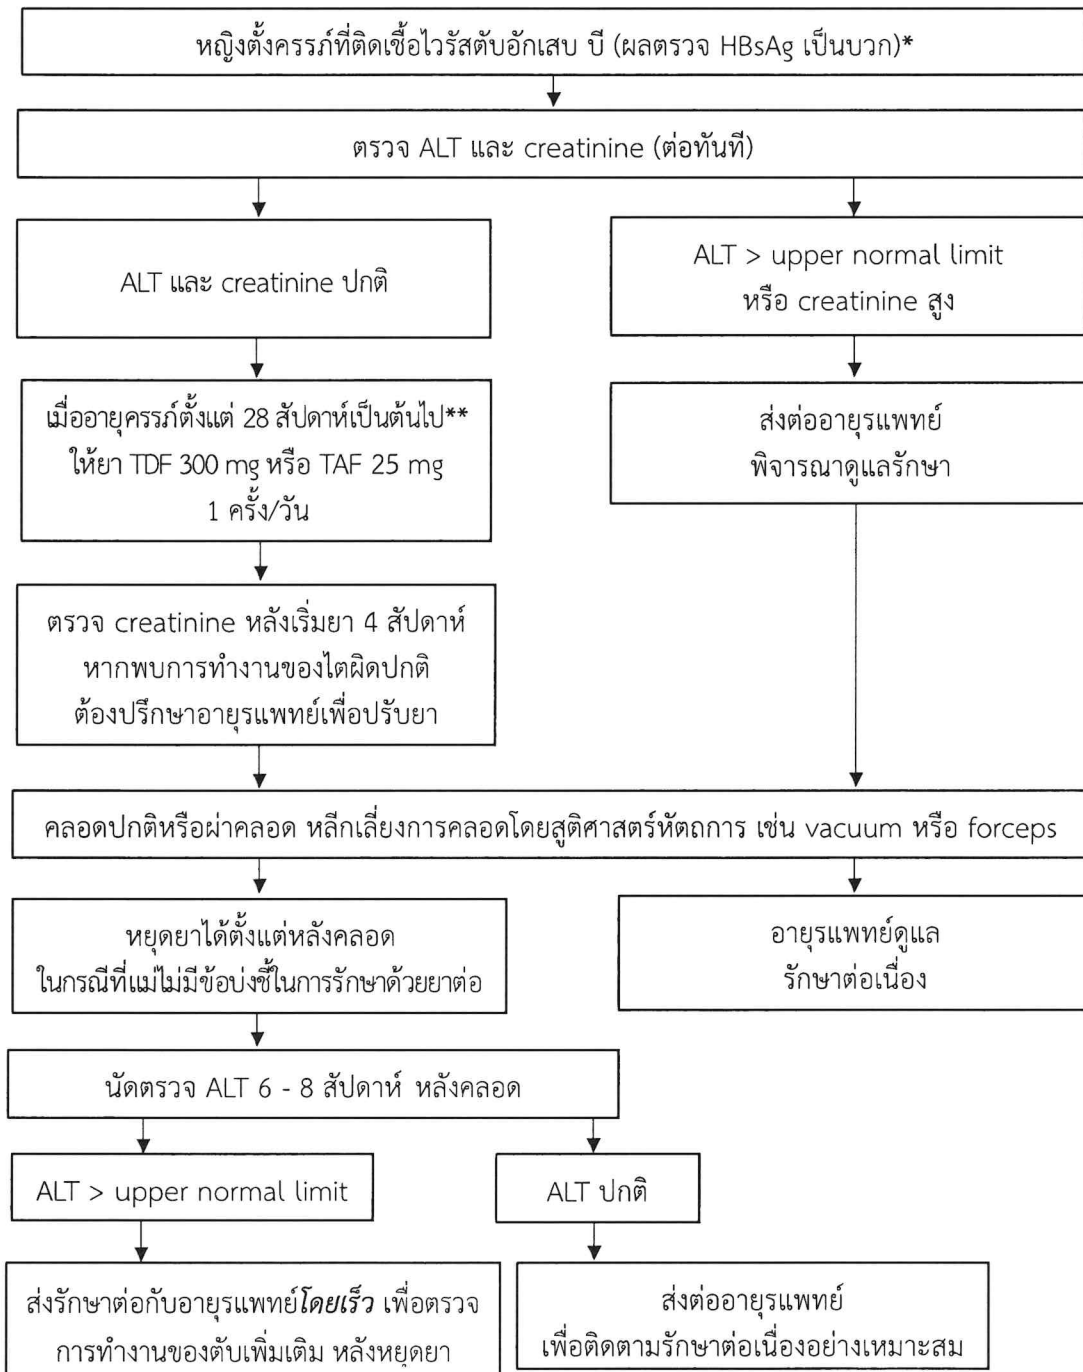 หญิงตั้งครรภ์ที่ติดเชื้อไวรัสตับอักเสบ บี (ผลตรวจ HBsAg เป็นบวก)*
ตรวจ ALT และ creatinine (ต่อทันที)
ALT และ creatinine ปกติ
ALT > upper normal limit
หรือ creatinine สูง
เมื่ออายุครรภ์ตั้งแต่ 28 สัปดาห์เป็นต้นไป**
ให้ยา TDF 300 mg หรือ TAF 25 mg
1 ครั้ง/วัน
ส่งต่ออายุรแพทย์
พิจารณาดูแลรักษา
ตรวจ creatinine หลังเริ่มยา 4 สัปดาห์
หากพบการทำงานของไตผิดปกติ
ต้องปรึกษาอายุรแพทย์เพื่อปรับยา
คลอดปกติหรือผ่าคลอด หลีกเลี่ยงการคลอดโดยสูติศาสตร์หัตถการ เช่น vacuum หรือ forceps
หยุดยาได้ตั้งแต่หลังคลอด
ในกรณีที่แม่ไม่มีข้อบ่งชี้ในการรักษาด้วยยาต่อ
อายุรแพทย์ดูแล
รักษาต่อเนื่อง
นัดตรวจ ALT 6 - 8 สัปดาห์ หลังคลอด
ALT > upper normal limit
ALT ปกติ
ส่งรักษาต่อกับอายุรแพทย์โดยเร็ว เพื่อตรวจ
การทำงานของตับเพิ่มเติม หลังหยุดยา
ส่งต่ออายุรแพทย์
เพื่อติดตามรักษาต่อเนื่องอย่างเหมาะสม